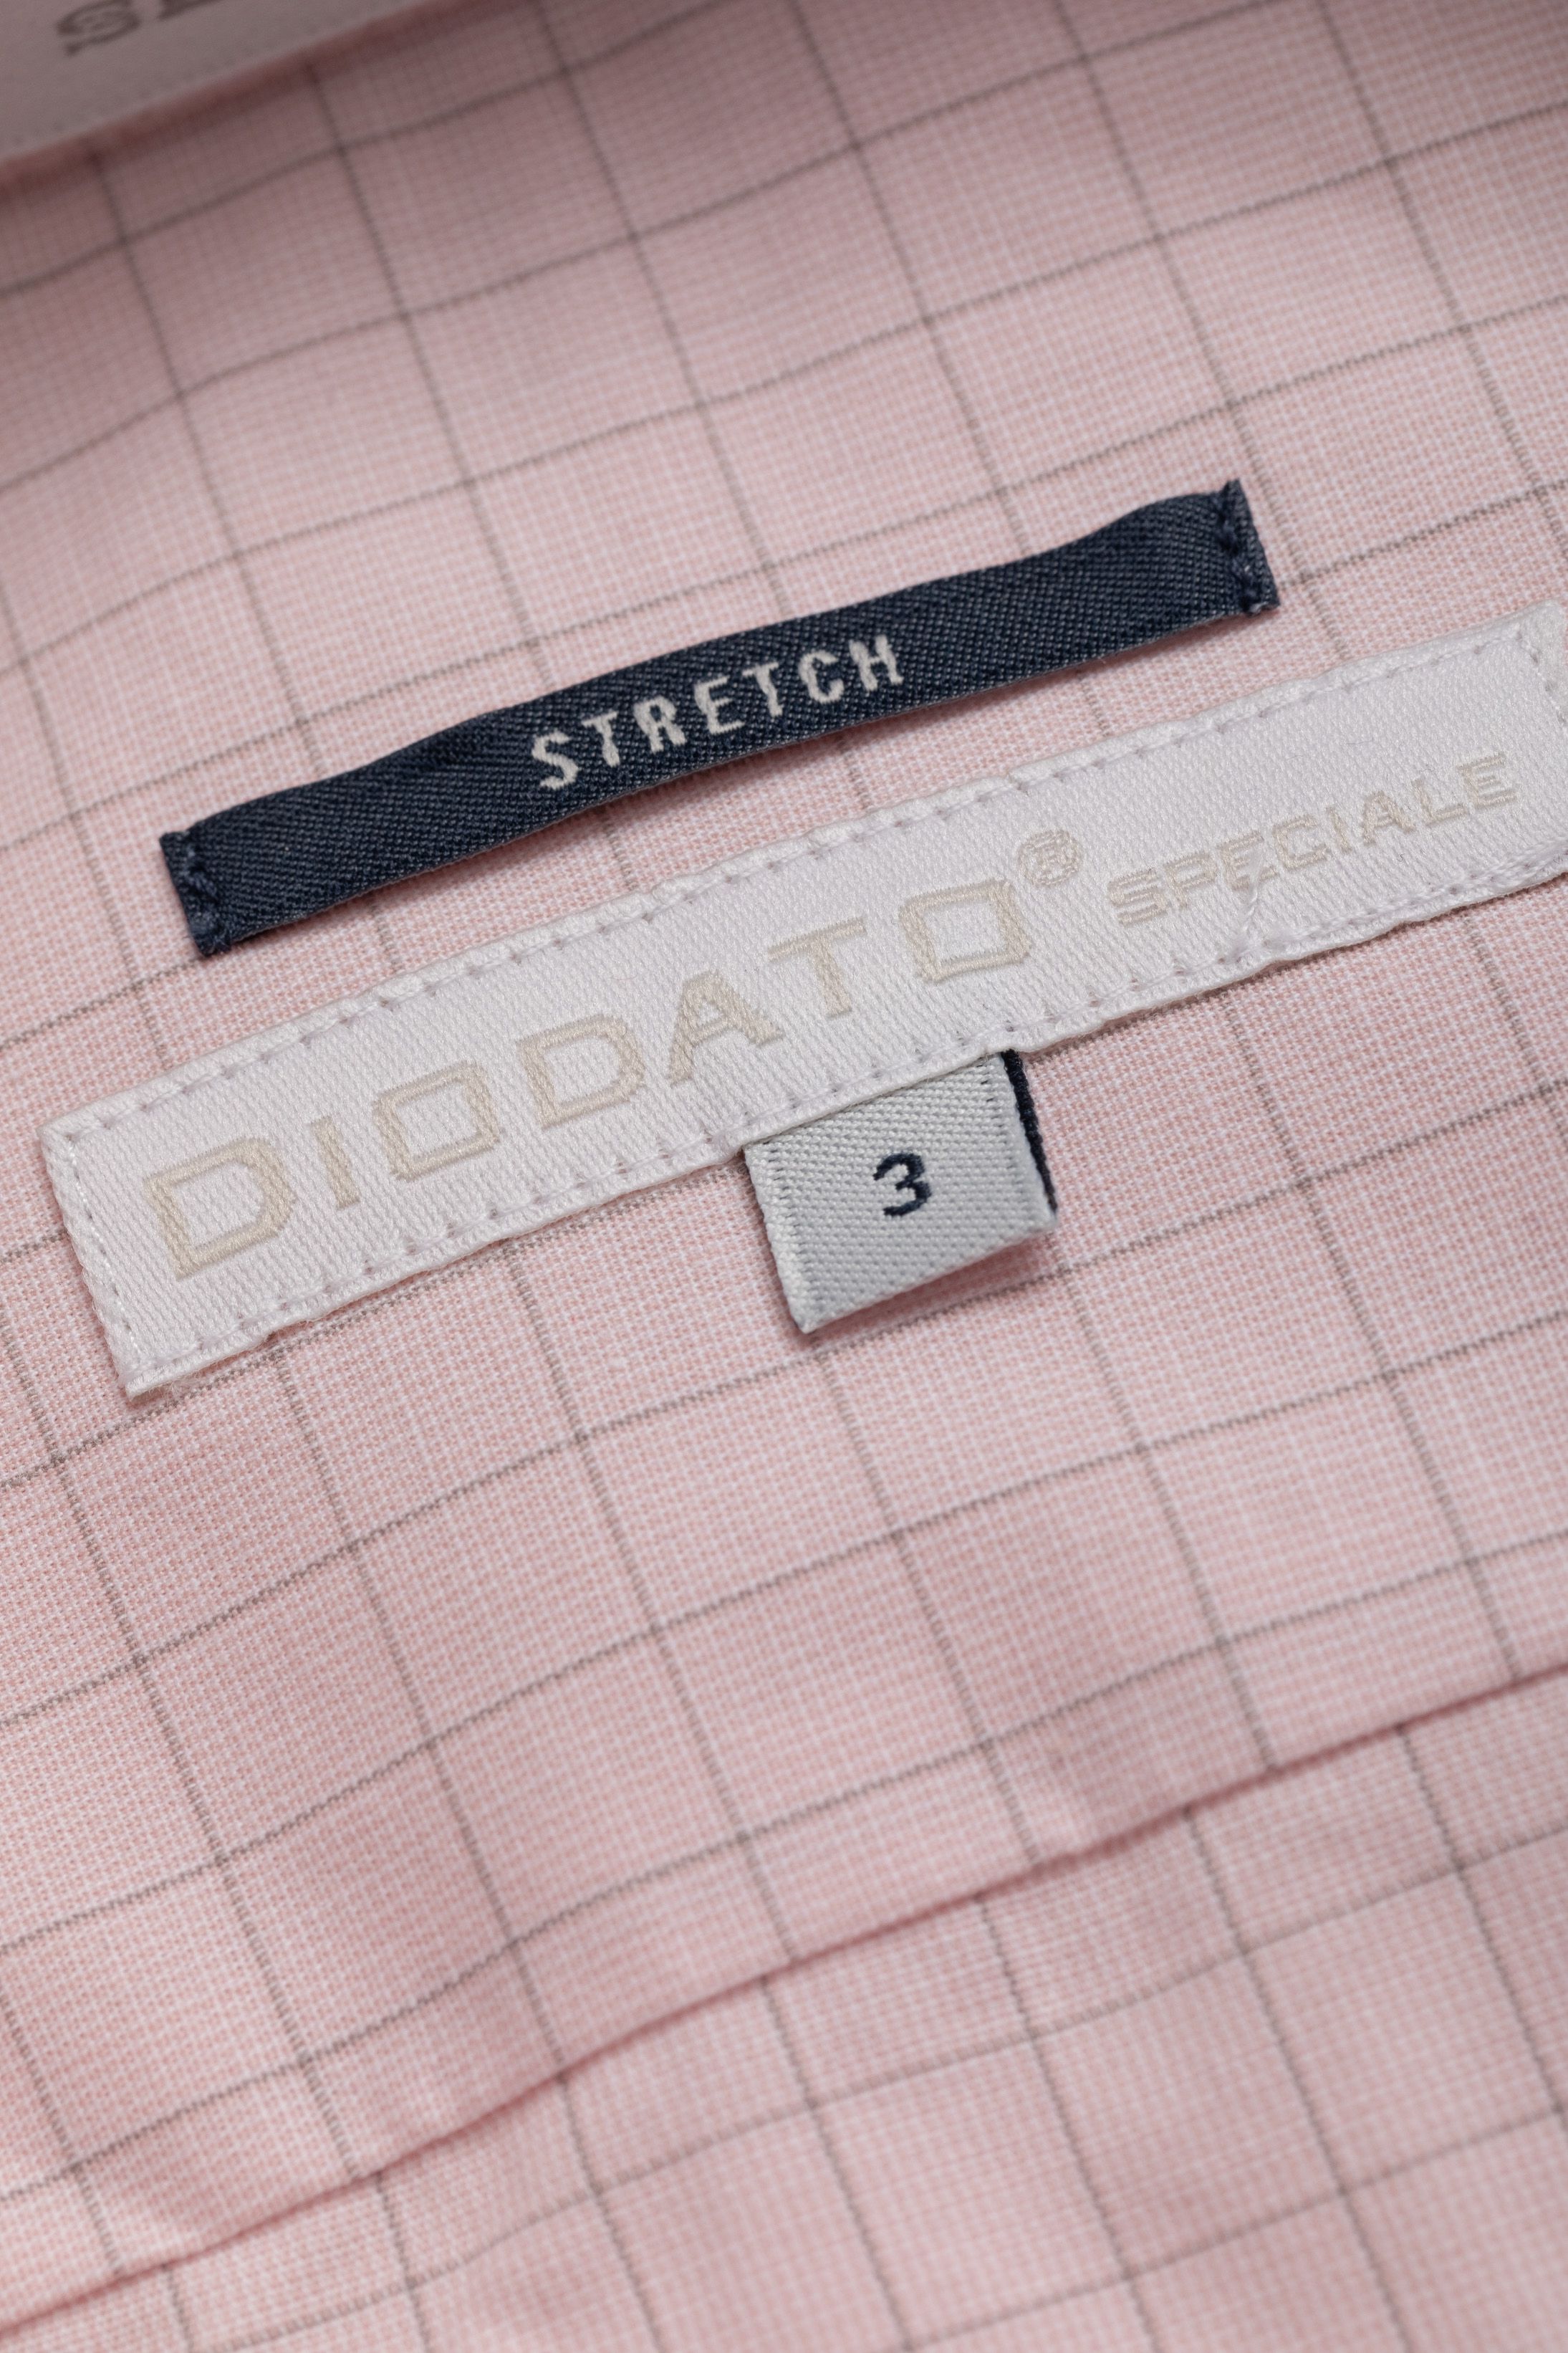 STRETCH
DIODATO® SPECIALE
3